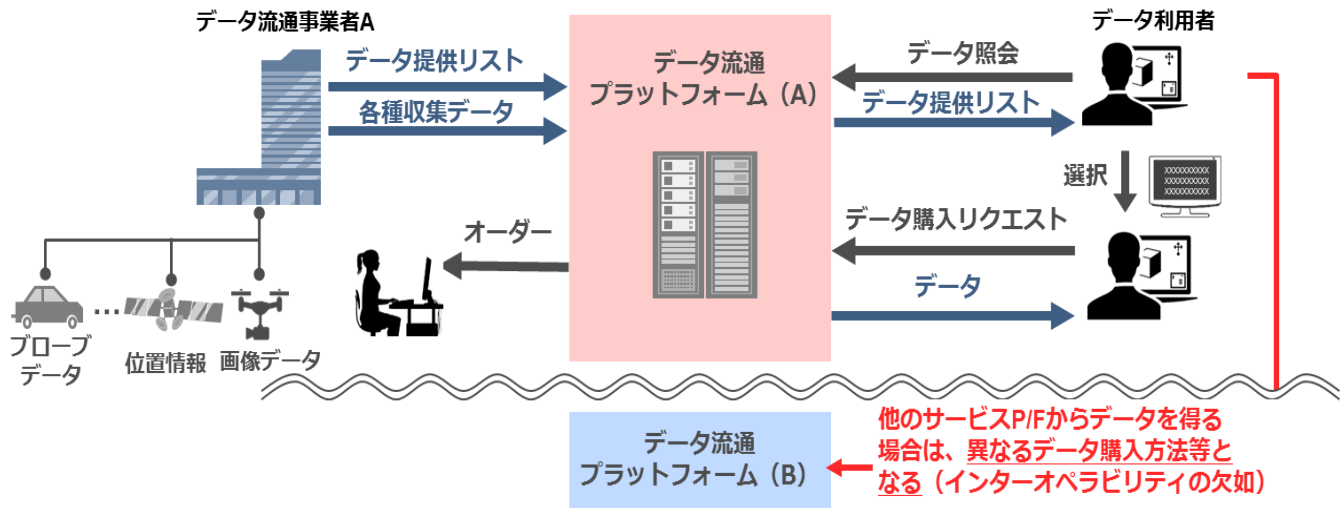 データ流通事業者A
データ利用者
データ提供リスト
各種収集データ
データ流通
プラットフォーム（A）
データ照会
データ提供リスト
選択
XXXXXXXXXX
XXXXXXXXXX
XXXXXXXXXX
オーダー
データ購入リクエスト
データ
ブローブ
データ
位置情報
画像データ
データ流通
プラットフォーム（B）
他のサービスP/Fからデータを得る
場合は、異なるデータ購入方法等と
なる（インターオペラビリティの欠如）